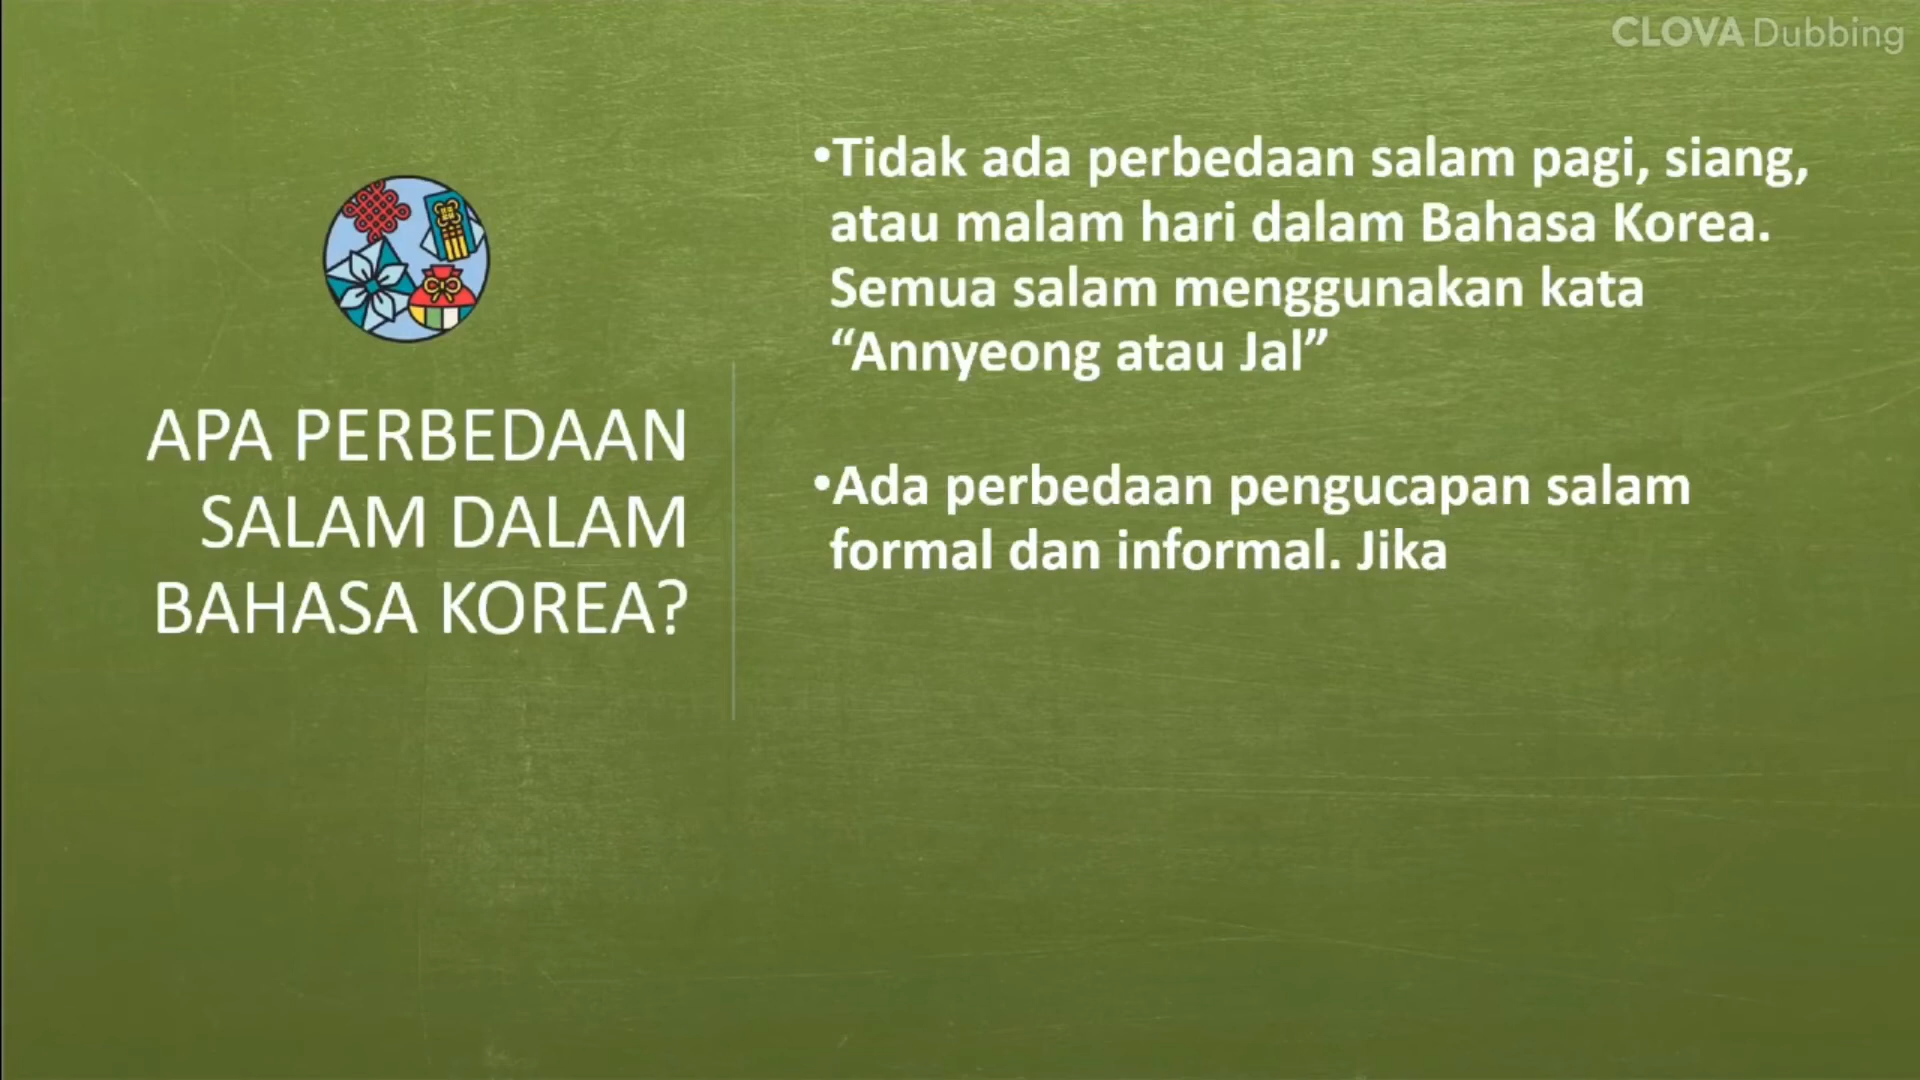 CLOVA Dubbing
APA PERBEDAAN
SALAM DALAM
BAHASA KOREA?
•Tidak ada perbedaan salam pagi, siang,
atau malam hari dalam Bahasa Korea.
Semua salam menggunakan kata
“Annyeong atau Jal”
•Ada perbedaan pengucapan salam
formal dan informal. Jika